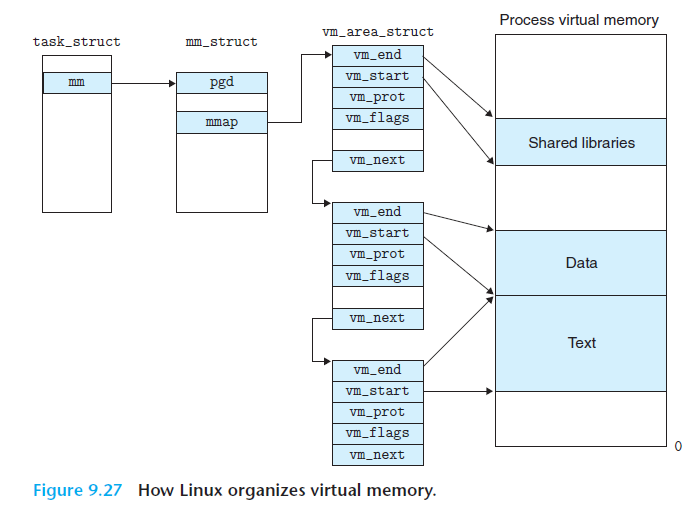 task_struct
mm
mm_struct
pgd
mmap
vm_area_struct
vm_end
vm_start
vm_prot
vm_flags
vm_next
vm_end
vm_start
vm_prot
vm_flags
vm_next
vm_end
vm_start
vm_prot
vm_flags
vm_next
Process virtual memory
Shared libraries
Data
Text
0
Figure 9.27 How Linux organizes virtual memory.